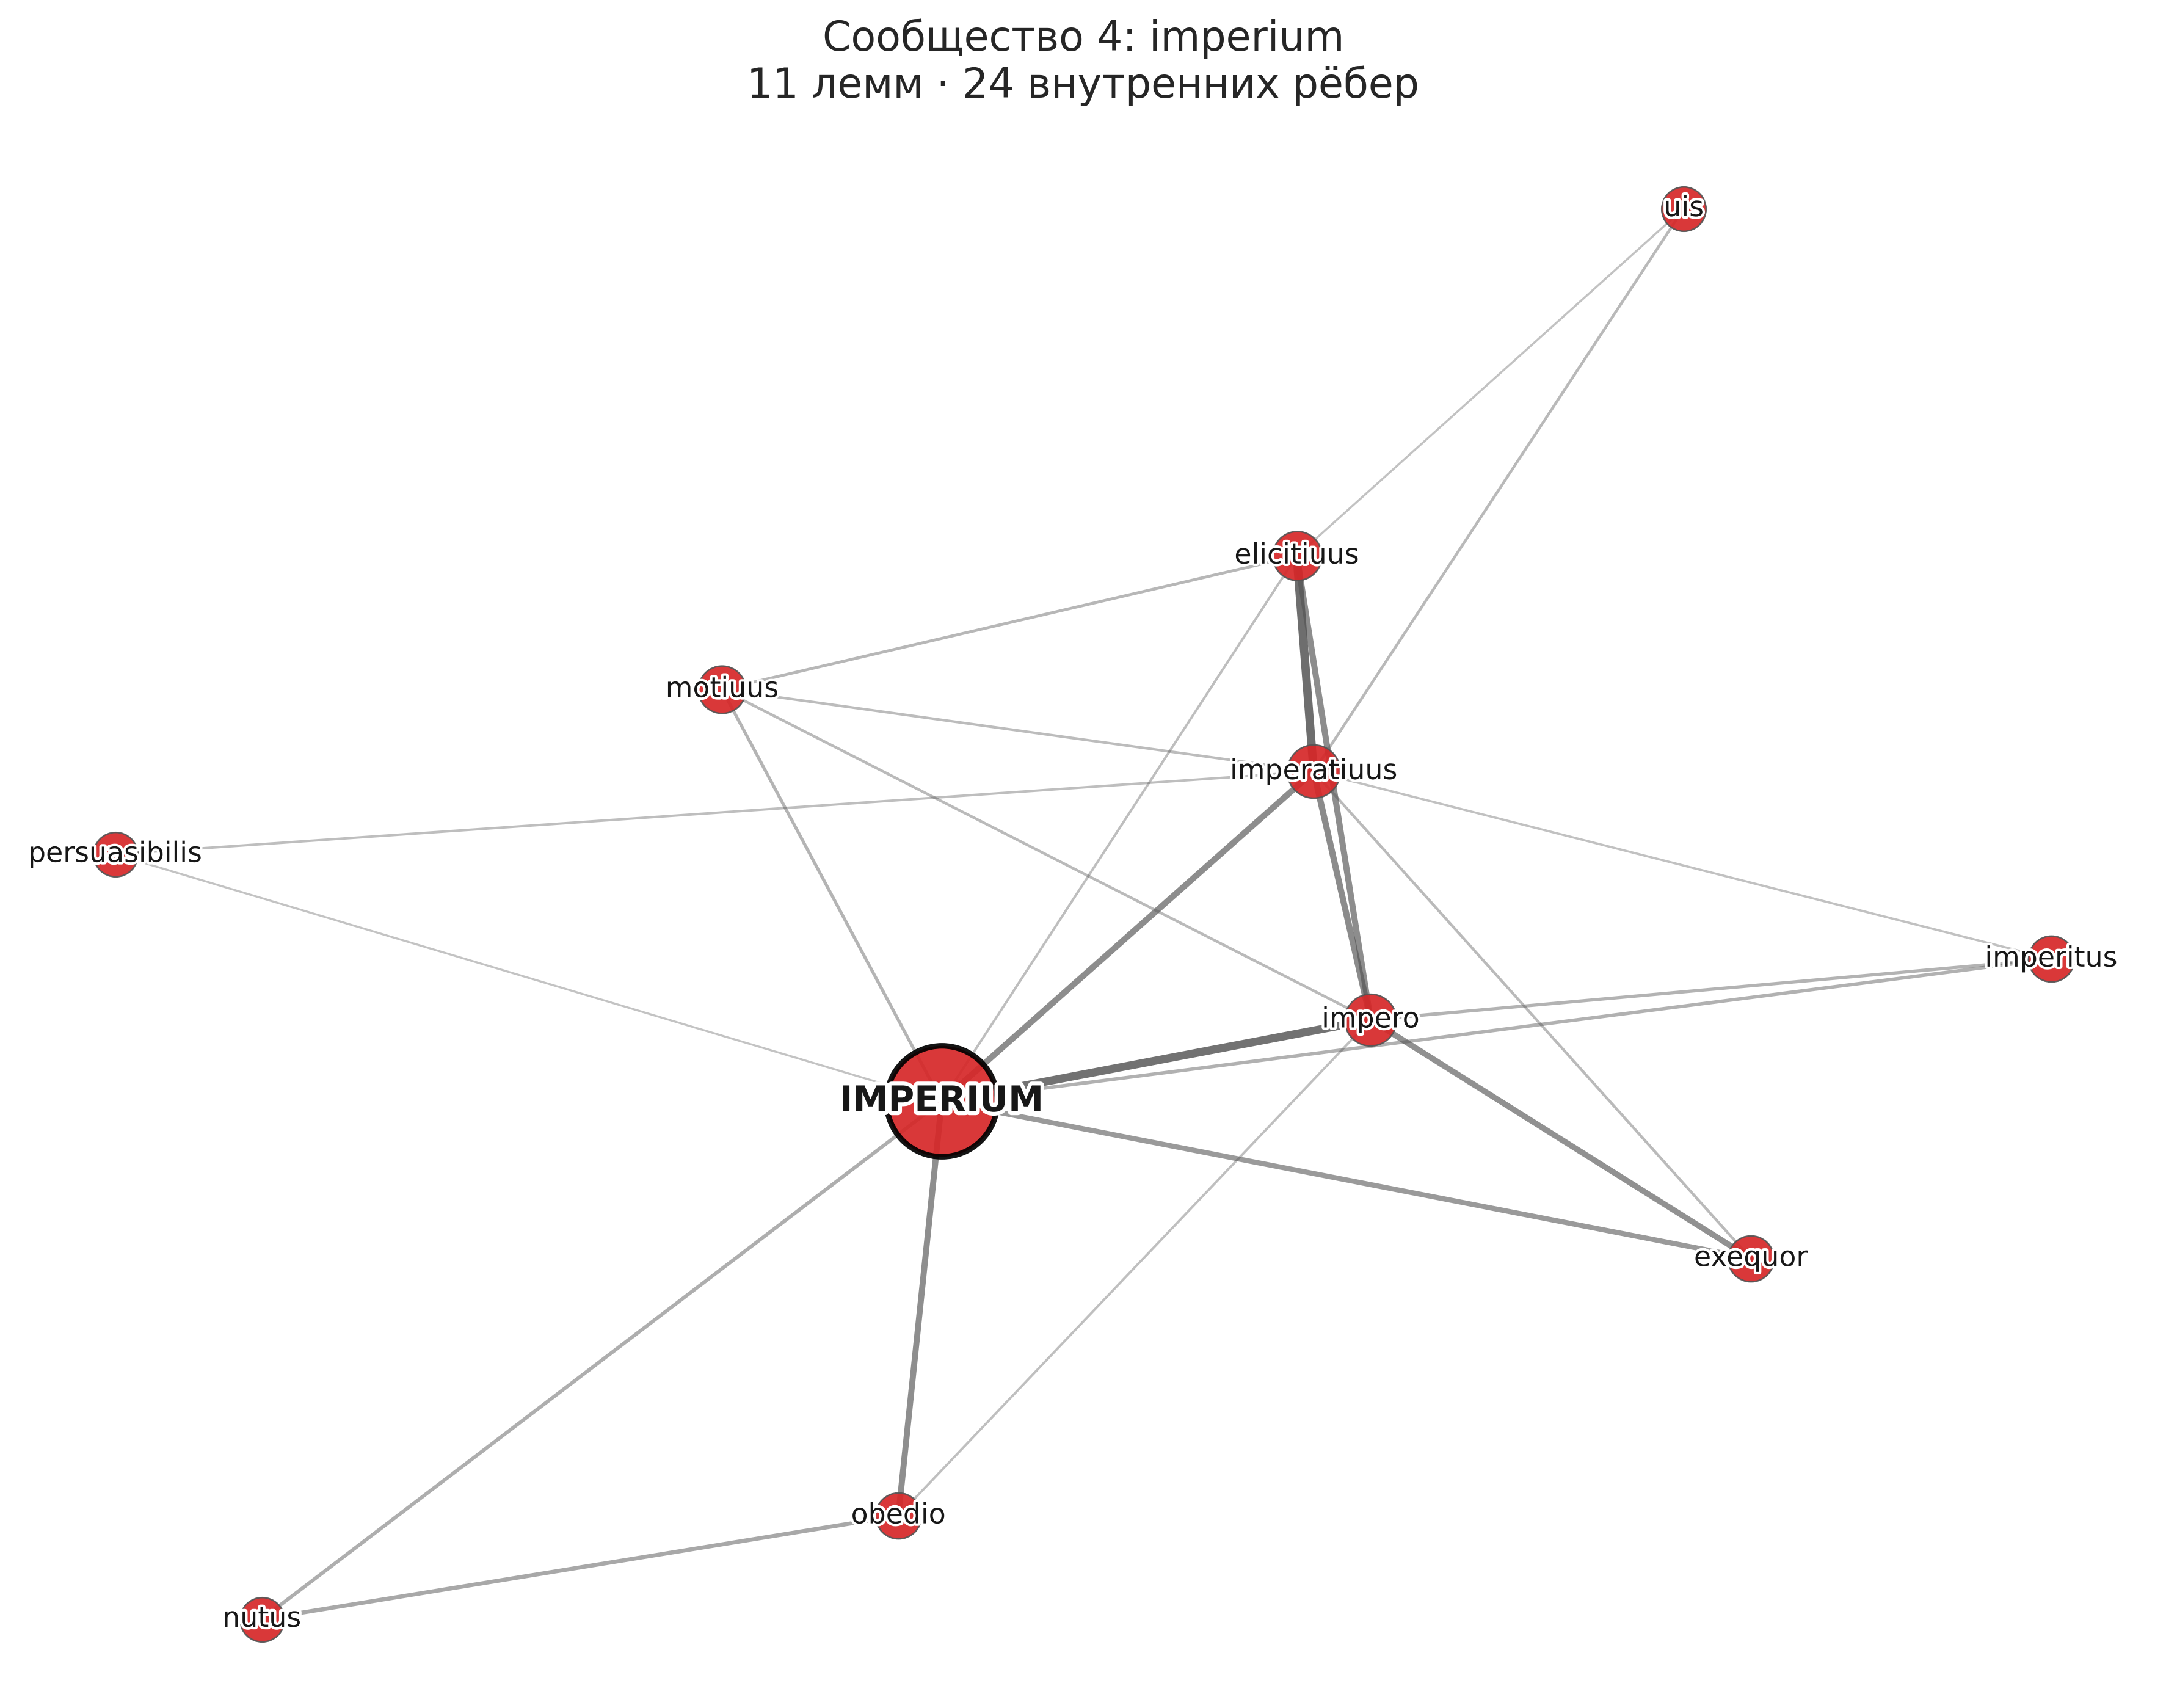 Сообщество 4: imperium
11 лемм · 24 внутренних рёбер
uis
elicitiuus
motiuus
imperatiuus
persuasibilis
imperitus
impero
IMPERIUM
exequor
obedio
nutus